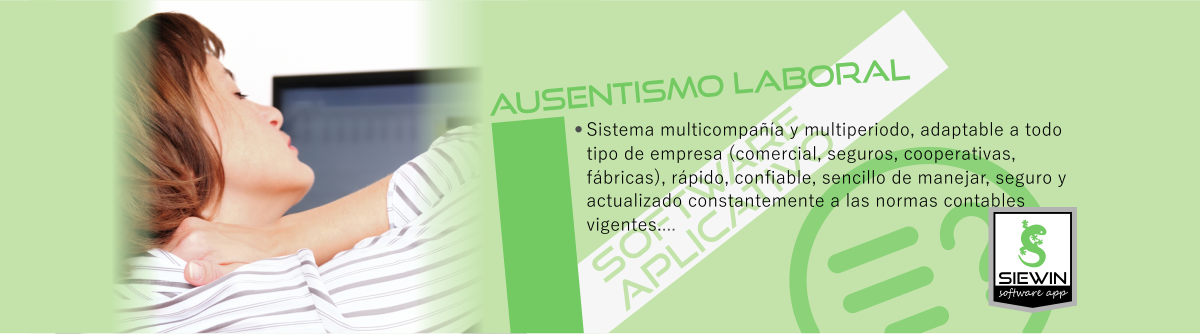 AUSENTISMO LABORAL
• Sistema multicompañía y multiperiodo, adaptable a todo
tipo de empresa (comercial, seguros, cooperativas,
fábricas), rápido, confiable, sencillo de manejar, seguro y
actualizado constantemente a las normas contables
vigentes....
SOFTWARE
APLICATIVO
SIEWIN
software app